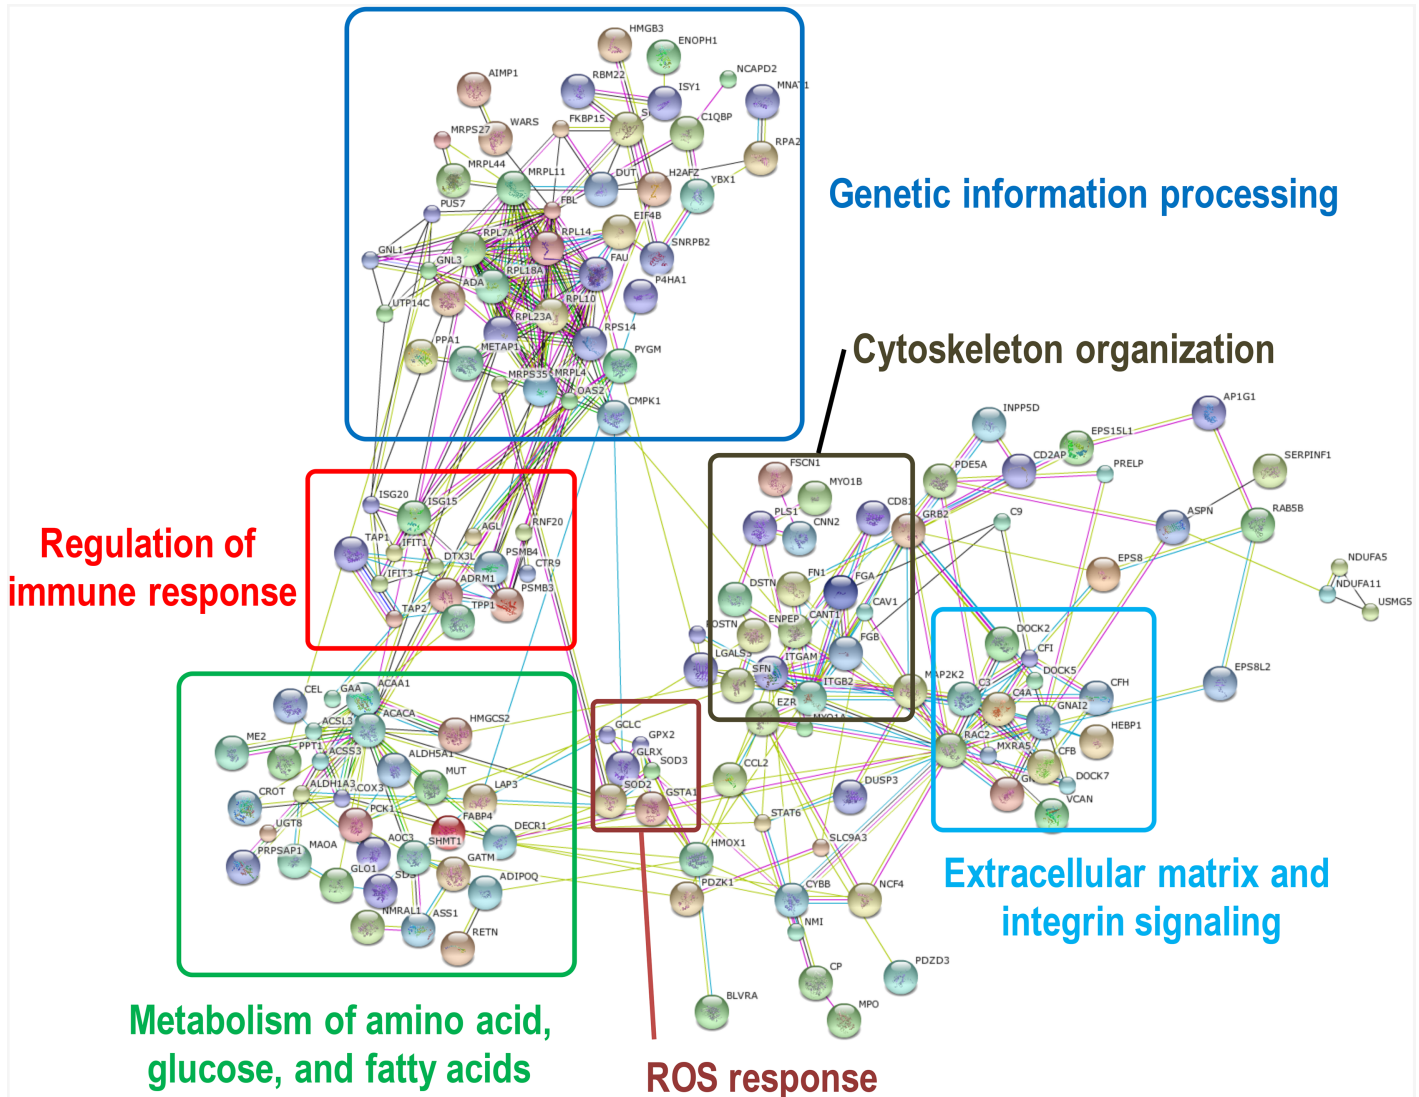 HMGB3
ENOPH1
NCAPD2
AIMP1
RBM22
ISY1
MNAT1
WARS
FKBP15
C1QBP
MRPS27
RPA2
MRPL44
MRPL11
DUT
H2AFZ
YBX1
PUS7
FBL
EIF4B
Genetic information processing
RPL7A
RPL14
SNRPB2
GNL1
GNL3
RPL18A
FAU
P4HA1
ADA
UTP14C
RPL10
RPL23A
RPS14
PPA1
METAP1
PYGM
MRPS35
MRPL4
OAS2
CMPK1
Cytoskeleton organization
INPP5D
AP1G1
EPS15L1
FSCN1
MYO1B
PDE5A
CD2AP
PRELP
SERPINF1
ISG20
ISG15
PLS1
CD81
GRB2
C9
ASPN
RAB5B
CNN2
Regulation of
immune response
TAP1
IFIT1
AGL
RNF20
DTX3L
PSMB4
CTR9
IFIT3
ADRM1
PSMB3
TAP2
TPP1
DSTN
FN1
FGA
EPS8
NDUFA5
NDUFA11
USMG5
ENPEP
CANT1
CAV1
FGB
LGALS3
SFN
ITGAM
ITGB2
MAP2K2
EZR
MYO1A
DOCK2
CFI
DOCK5
C3
C4A
GNAI2
CFH
HEBP1
RAC2
MXRA5
CFB
DOCK7
VCAN
EPS8L2
CEL
GAA
ACAA1
ACSL3
ACACA
HMGCS2
ME2
PPT1
ACSS3
ALDH5A1
ALDH1A3
ACOX3
MUT
CROT
PCK1
LAP3
UGT8
FABP4
SHMT1
DECR1
PRPSAP1
MAOA
AOC3
GLO1
GATM
ADIPOQ
NMRAL1
ASS1
RETN
GCLC
GPX2
GLRX
SOD3
SOD2
GSTA1
CCL2
DUSP3
STAT6
SLC9A3
HMOX1
PDZK1
CYBB
NCF4
NMI
CP
MPO
PDZD3
BLVRA
Extracellular matrix and
integrin signaling
Metabolism of amino acid,
glucose, and fatty acids
ROS response